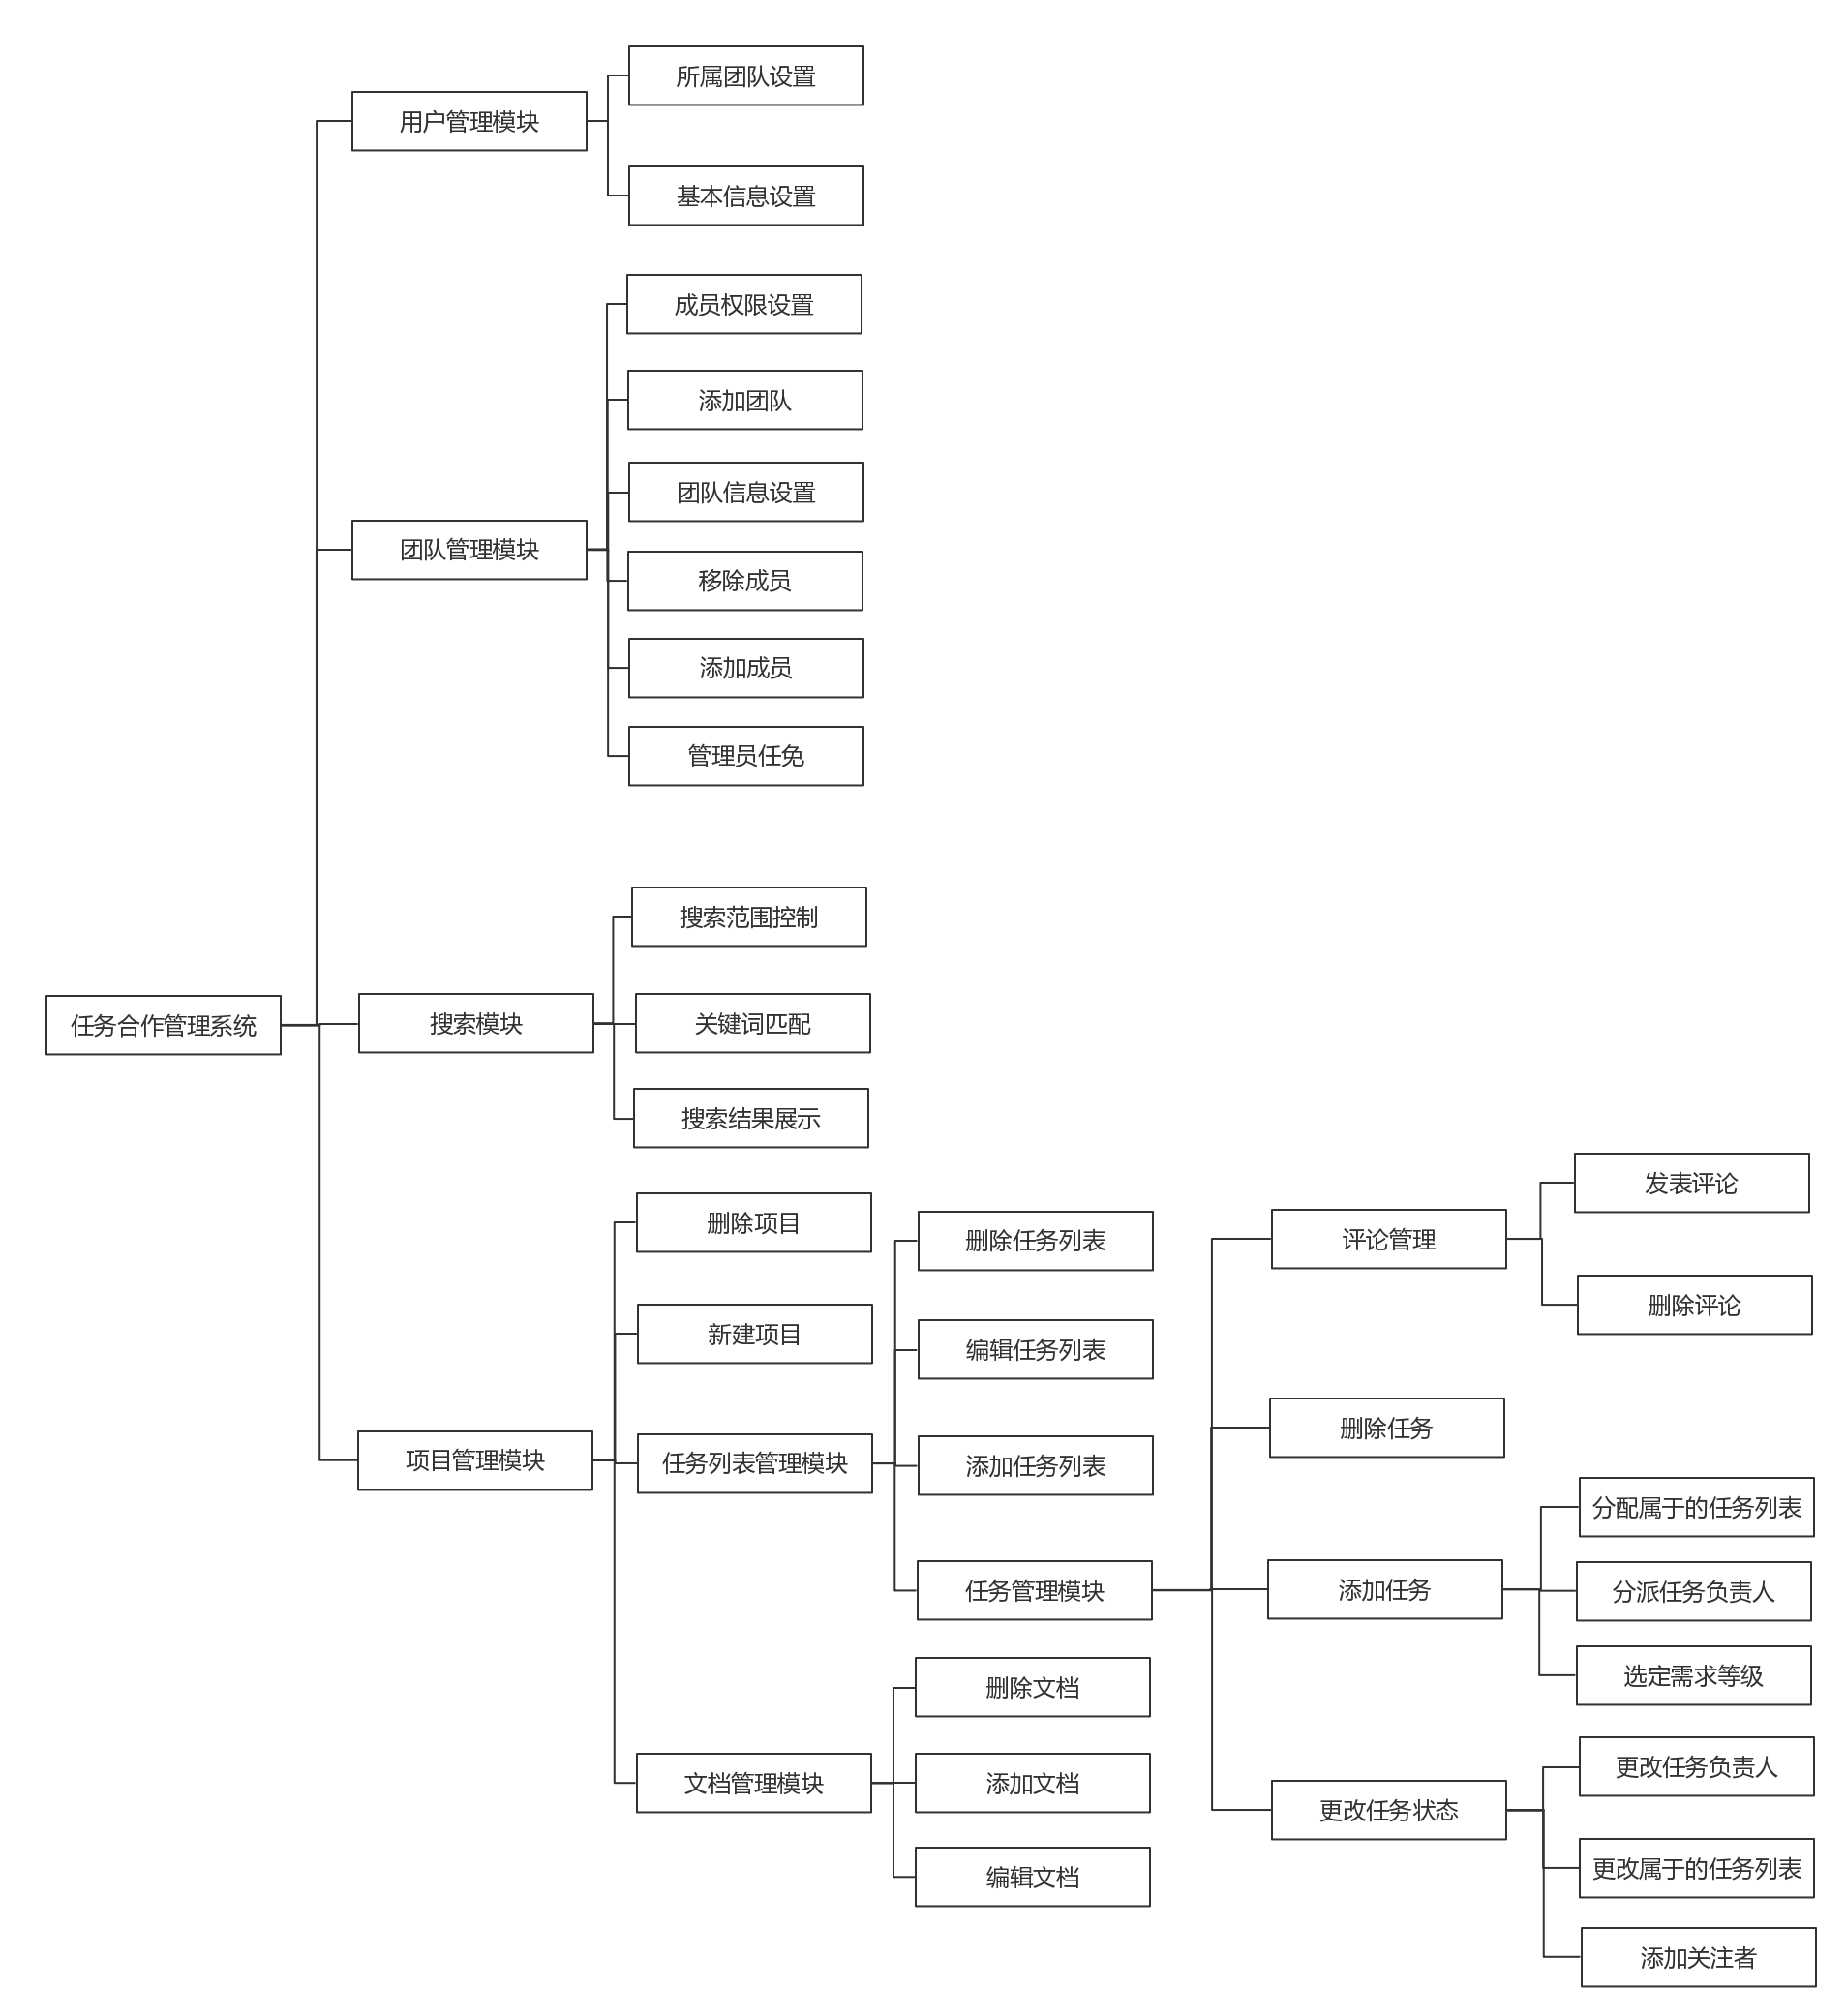 任务合作管理系统
用户管理模块
所属团队设置
基本信息设置
团队管理模块
成员权限设置
添加团队
团队信息设置
移除成员
添加成员
管理员任免
搜索模块
搜索范围控制
关键词匹配
搜索结果展示
项目管理模块
删除项目
新建项目
任务列表管理模块
删除任务列表
编辑任务列表
添加任务列表
任务管理模块
评论管理
发表评论
删除评论
删除任务
添加任务
分配属于的任务列表
分派任务负责人
选定需求等级
更改任务状态
更改任务负责人
更改属于的任务列表
添加关注者
文档管理模块
删除文档
添加文档
编辑文档